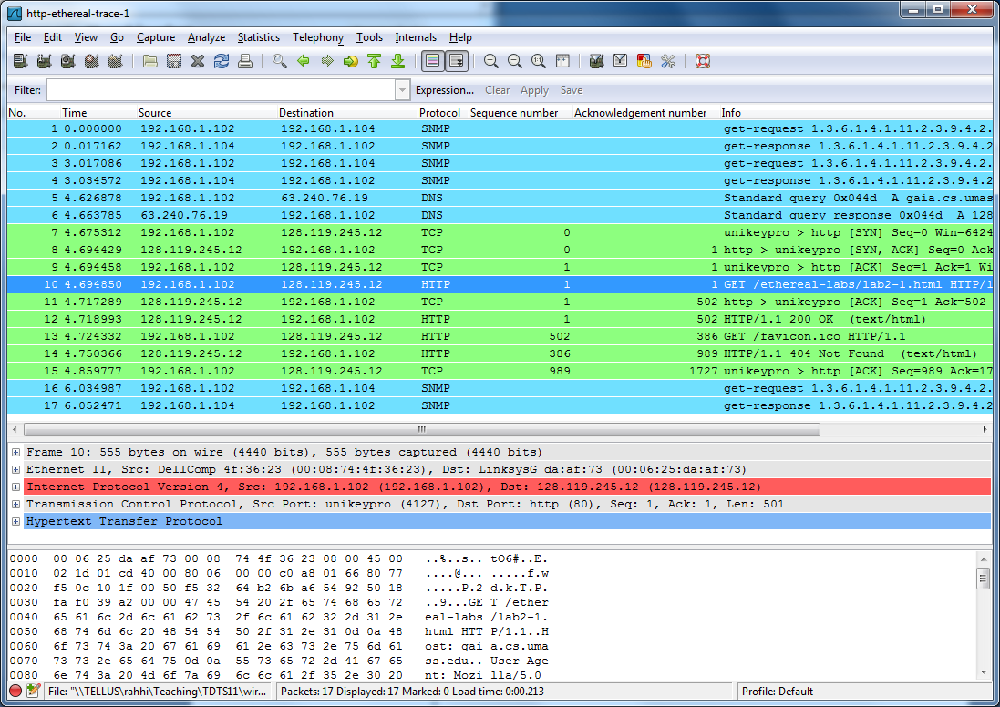 http-ethereal-trace-1
File Edit View Go Capture Analyze Statistics Telephony Tools Internals Help
Filter: Expression... Clear Apply Save
No. Time Source Destination Protocol Sequence number Acknowledgement number Info
1 0.000000 192.168.1.102 192.168.1.104 SNMP get-request 1.3.6.1.4.1.11.2.3.9.4.2.
2 0.017162 192.168.1.104 192.168.1.102 SNMP get-response 1.3.6.1.4.1.11.2.3.9.4.2
3 3.017086 192.168.1.102 192.168.1.104 SNMP get-request 1.3.6.1.4.1.11.2.3.9.4.2.
4 3.034572 192.168.1.104 192.168.1.102 SNMP get-response 1.3.6.1.4.1.11.2.3.9.4.2
5 4.626878 192.168.1.102 63.240.76.19 DNS Standard query 0x044d A gaia.cs.umas
6 4.663785 63.240.76.19 192.168.1.102 DNS Standard query response 0x044d A 128
7 4.675312 192.168.1.102 128.119.245.12 TCP 0 unikeypro > http [SYN] Seq=0 Win=6424
8 4.694429 128.119.245.12 192.168.1.102 TCP 0 1 http > unikeypro [SYN, ACK] Seq=0 Ack
9 4.694458 192.168.1.102 128.119.245.12 TCP 1 1 unikeypro > http [ACK] Seq=1 Ack=1 Wi
10 4.694850 192.168.1.102 128.119.245.12 HTTP 1 1 GET /ethereal-labs/lab2-1.html HTTP/1
11 4.717289 128.119.245.12 192.168.1.102 TCP 1 502 http > unikeypro [ACK] Seq=1 Ack=502
12 4.718993 128.119.245.12 192.168.1.102 HTTP 1 502 HTTP/1.1 200 OK (text/html)
13 4.724332 192.168.1.102 128.119.245.12 HTTP 502 386 GET /favicon.ico HTTP/1.1
14 4.750366 128.119.245.12 192.168.1.102 HTTP 386 989 HTTP/1.1 404 Not Found (text/html)
15 4.859777 192.168.1.102 128.119.245.12 TCP 989 1727 unikeypro > http [ACK] Seq=989 Ack=17
16 6.034987 192.168.1.102 192.168.1.104 SNMP get-request 1.3.6.1.4.1.11.2.3.9.4.2.
17 6.052471 192.168.1.104 192.168.1.102 SNMP get-response 1.3.6.1.4.1.11.2.3.9.4.2
Frame 10: 555 bytes on wire (4440 bits), 555 bytes captured (4440 bits)
Ethernet II, Src: DellComp_4f:36:23 (00:08:74:4f:36:23), Dst: LinksysG_da:af:73 (00:06:25:da:af:73)
Internet Protocol Version 4, Src: 192.168.1.102 (192.168.1.102), Dst: 128.119.245.12 (128.119.245.12)
Transmission Control Protocol, Src Port: unikeypro (4127), Dst Port: http (80), Seq: 1, Ack: 1, Len: 501
Hypertext Transfer Protocol
0000 00 06 25 da af 73 00 08 74 4f 36 23 08 00 45 00 ..%..s.. tO6#..E.
0010 02 1d 01 cd 40 00 80 06 00 00 c0 a8 01 66 80 77 ....@... .....f.w
0020 f5 0c 10 1f 00 50 f5 32 64 b2 6b a6 54 92 50 18 .....P.2 d.k.T.P.
0030 fa f0 39 a2 00 00 47 45 54 20 2f 65 74 68 65 72 ..9...GE T /ether
0040 65 61 6c 2d 6c 61 62 73 2f 6c 61 62 32 2d 31 2e eal-labs /lab2-1.
0050 68 74 6d 6c 20 48 54 54 50 2f 31 2e 31 0d 0a 48 html HTT P/1.1..H
0060 6f 73 74 3a 20 67 61 69 61 2e 63 73 2e 75 6d 61 ost: gai a.cs.uma
0070 73 73 2e 65 64 75 0d 0a 55 73 65 72 2d 41 67 65 ss.edu.. User-Age
0080 6e 74 3a 20 4d 6f 7a 69 6c 6c 61 2f 35 2e 30 20 nt: Mozi lla/5.0
File: "\\TELLUS\rahhi\Teaching\TDTS11\wir... Packets: 17 Displayed: 17 Marked: 0 Load time: 0:00.213 Profile: Default